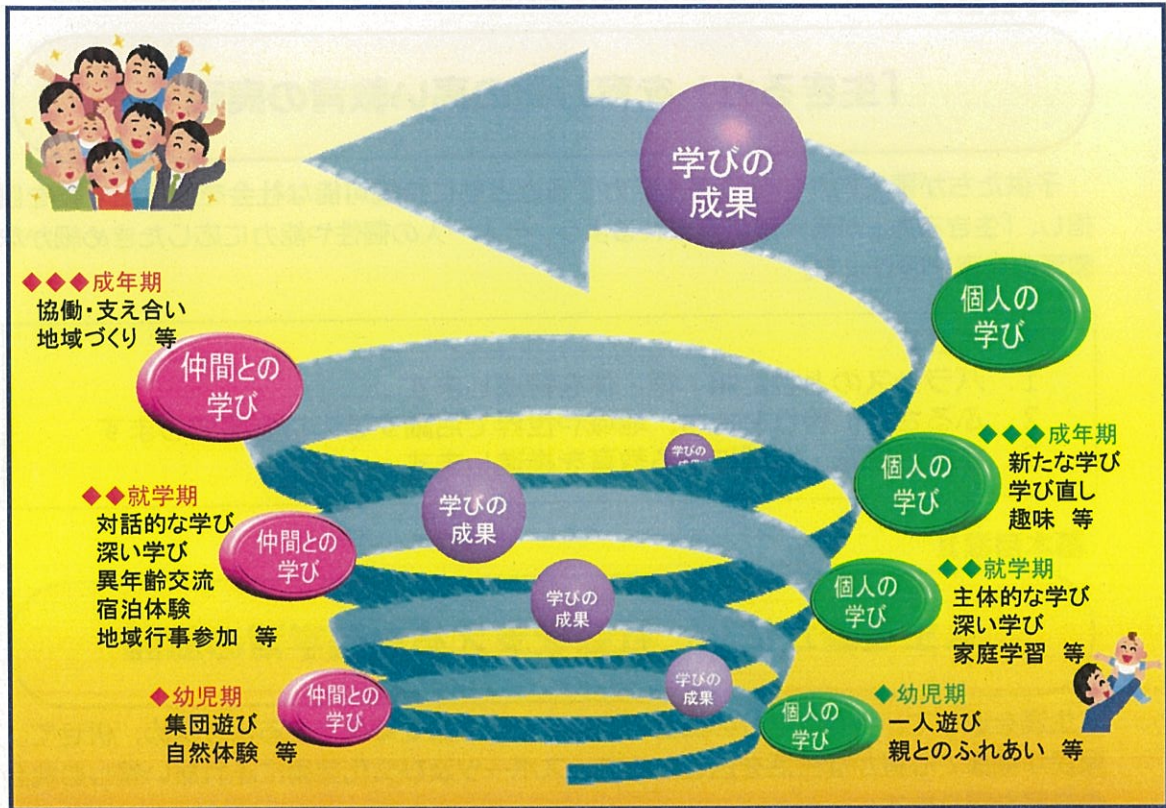 学びの
成果
個人の
学び
◆◆◆成年期
協働・支え合い
地域づくり 等
仲間との
学び
学びの
成果
◆◆◆成年期
新たな学び
学び直し
趣味 等
個人の
学び
学びの
成果
◆◆就学期
対話的な学び
深い学び
異年齢交流
宿泊体験
地域行事参加 等
仲間との
学び
◆◆就学期
主体的な学び
深い学び
家庭学習 等
個人の
学び
学びの
成果
◆幼児期
集団遊び
自然体験 等
仲間との
学び
学びの
成果
個人の
学び
◆幼児期
一人遊び
親とのふれあい 等